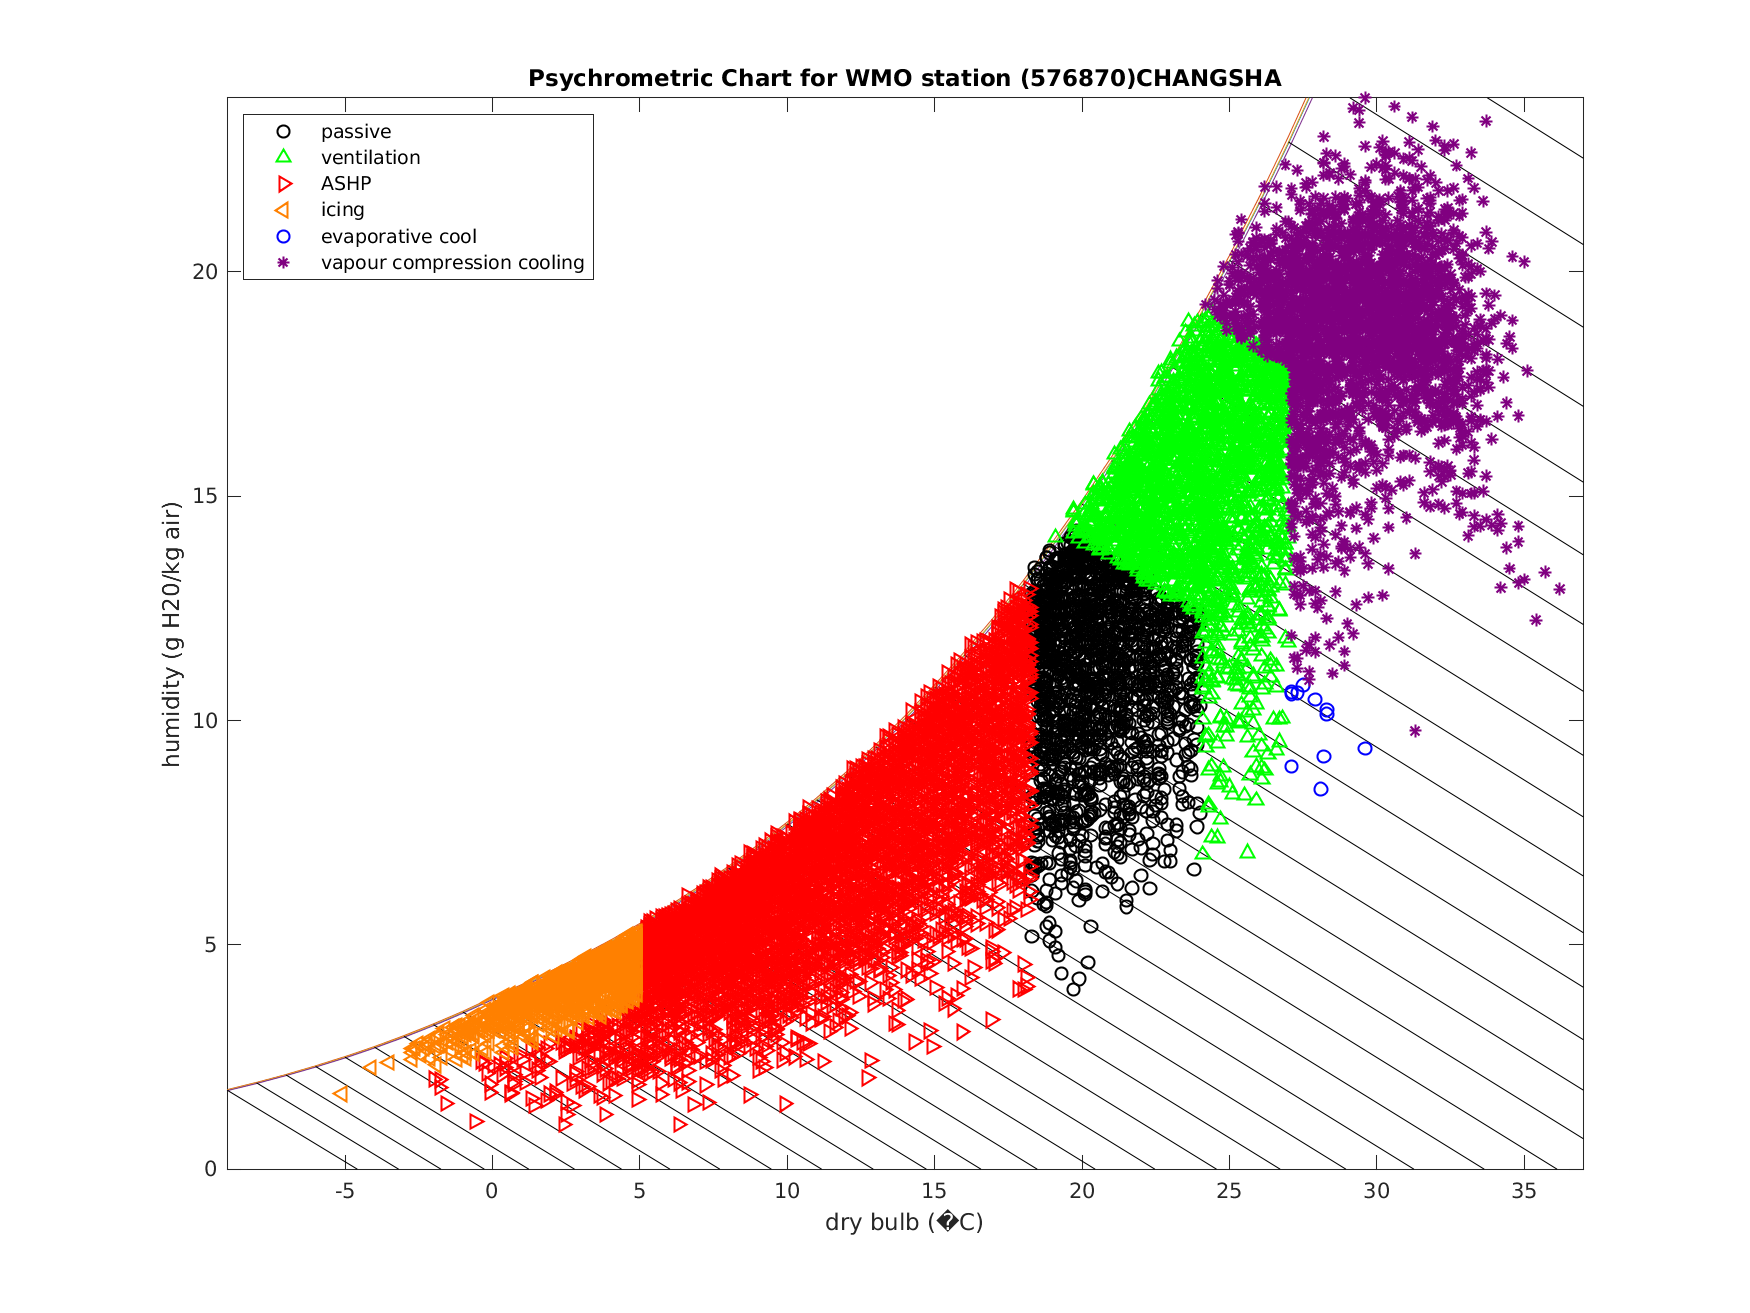 Psychrometric Chart for WMO station (576870)CHANGSHA
passive
ventilation
ASHP
icing
evaporative cool
vapour compression cooling
humidity (g H20/kg air)
20
15
10
5
0
-5 0 5 10 15 20 25 30 35
dry bulb (�C)